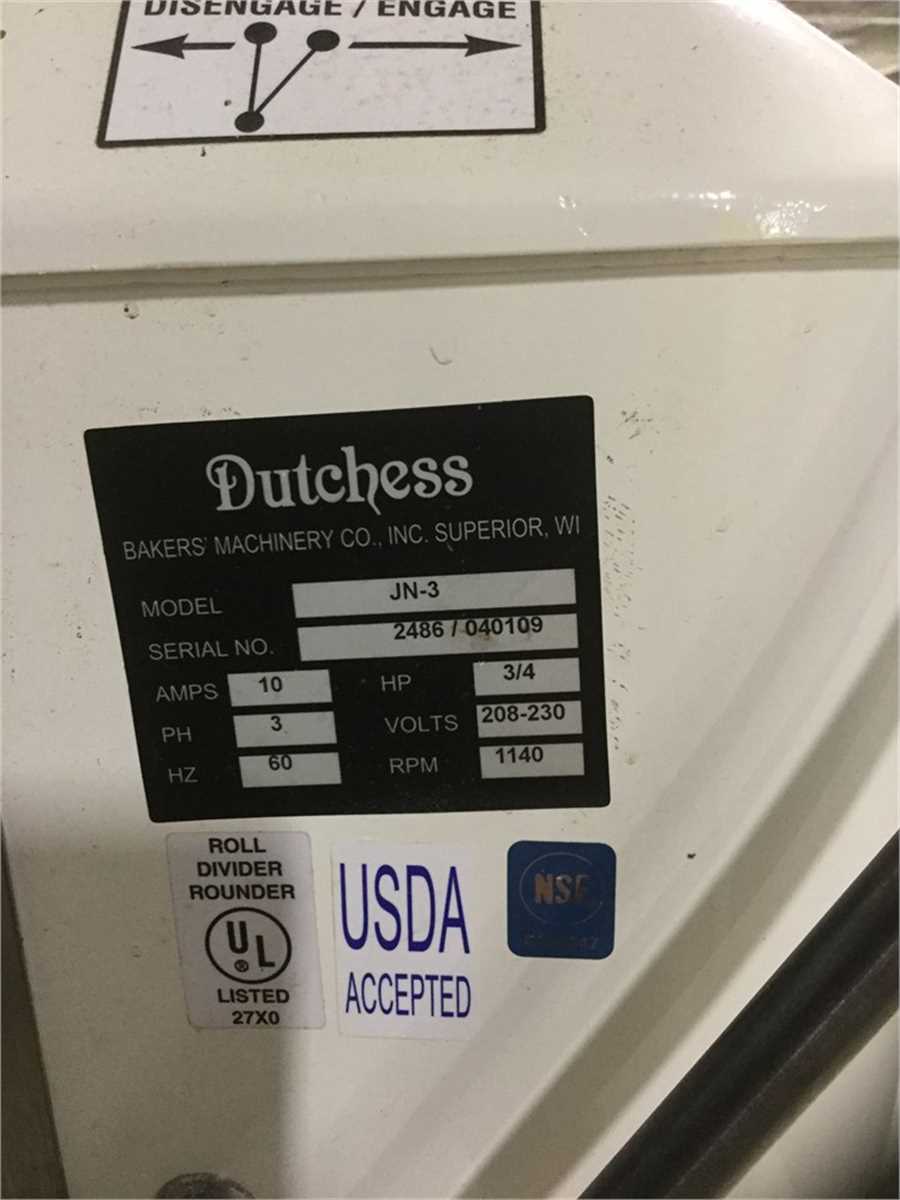 DISENGAGE / ENGAGE
Dutchess
BAKERS' MACHINERY CO., INC. SUPERIOR, WI
MODEL JN-3
SERIAL NO. 2486 / 040109
AMPS 10 HP 3/4
PH 3 VOLTS 208-230
HZ 60 RPM 1140
ROLL
DIVIDER
ROUNDER
UL
®
LISTED
27X0
USDA
ACCEPTED
NSF